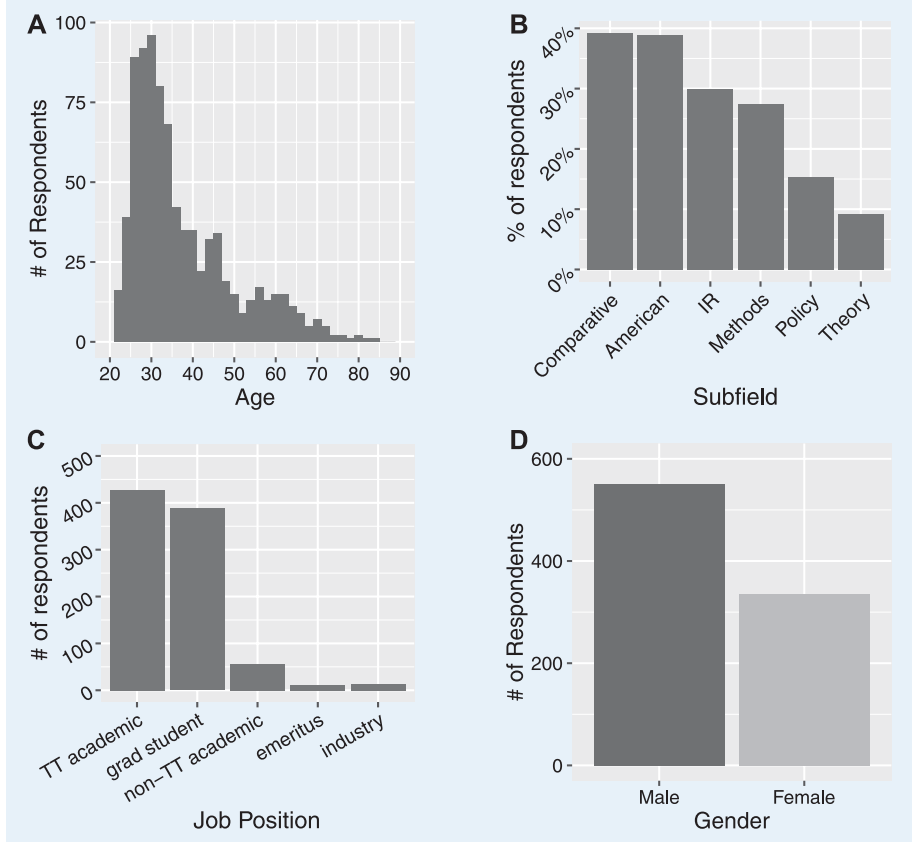 A
# of Respondents
100
75
50
25
0
20 30 40 50 60 70 80 90
Age
B
% of respondents
40%
30%
20%
10%
0%
Comparative
American
IR
Methods
Policy
Theory
Subfield
C
# of respondents
500
400
300
200
100
0
TT academic
grad student
non−TT academic
emeritus
industry
Job Position
D
# of Respondents
600
400
200
0
Male Female
Gender